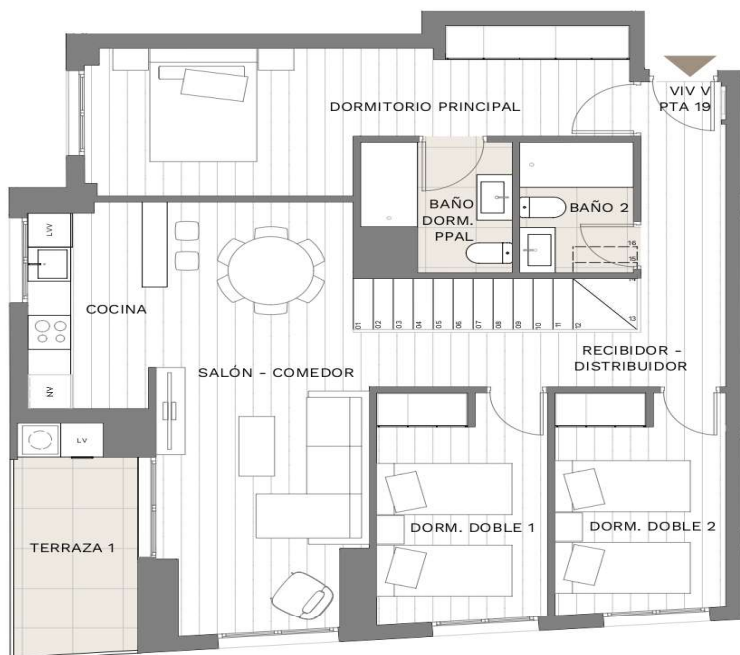 VIV V
PTA 19
DORMITORIO PRINCIPAL
BAÑO
DORM.
PPAL
BAÑO 2
LVV
COCINA
NV
16
15
14
13
01
02
03
04
05
06
07
08
09
10
11
12
RECIBIDOR -
DISTRIBUIDOR
SALÓN - COMEDOR
LV
TERRAZA 1
DORM. DOBLE 1
DORM. DOBLE 2